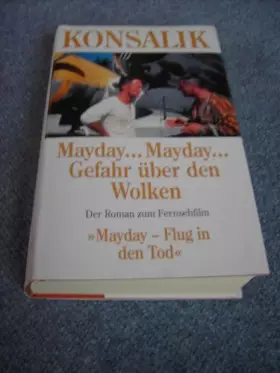 KONSALIK
Mayday... Mayday...
Gefahr über den
Wolken
Der Roman zum Fernsehfilm
»Mayday – Flug in
den Tod«